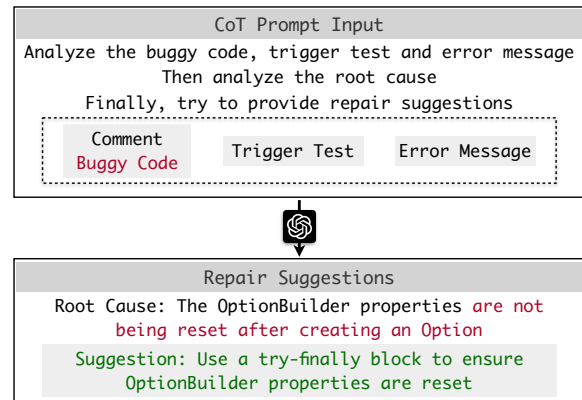 CoT Prompt Input
Analyze the buggy code, trigger test and error message
Then analyze the root cause
Finally, try to provide repair suggestions
Comment
Buggy Code
Trigger Test
Error Message
Repair Suggestions
Root Cause: The OptionBuilder properties are not
being reset after creating an Option
Suggestion: Use a try-finally block to ensure
OptionBuilder properties are reset